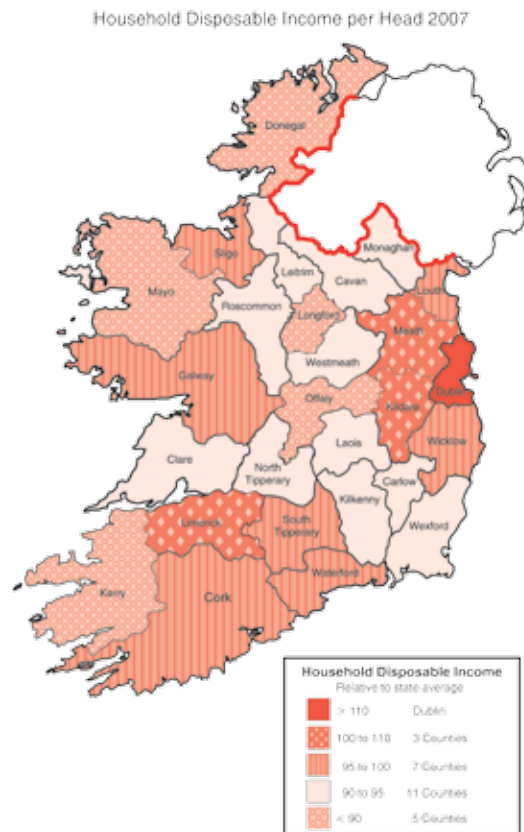 Household Disposable Income per Head 2007
Donegal
Monaghan
Sligo
Leitrim
Cavan
Louth
Mayo
Roscommon
Longford
Meath
Westmeath
Galway
Dublin
Offaly
Kildare
Laois
Wicklow
Clare
North
Tipperary
Carlow
Kilkenny
Limerick
South
Tipperary
Wexford
Waterford
Kerry
Cork
Household Disposable Income
Relative to state average
> 110 Dublin
100 to 110 3 Counties
95 to 100 7 Counties
90 to 95 11 Counties
< 90 5 Counties